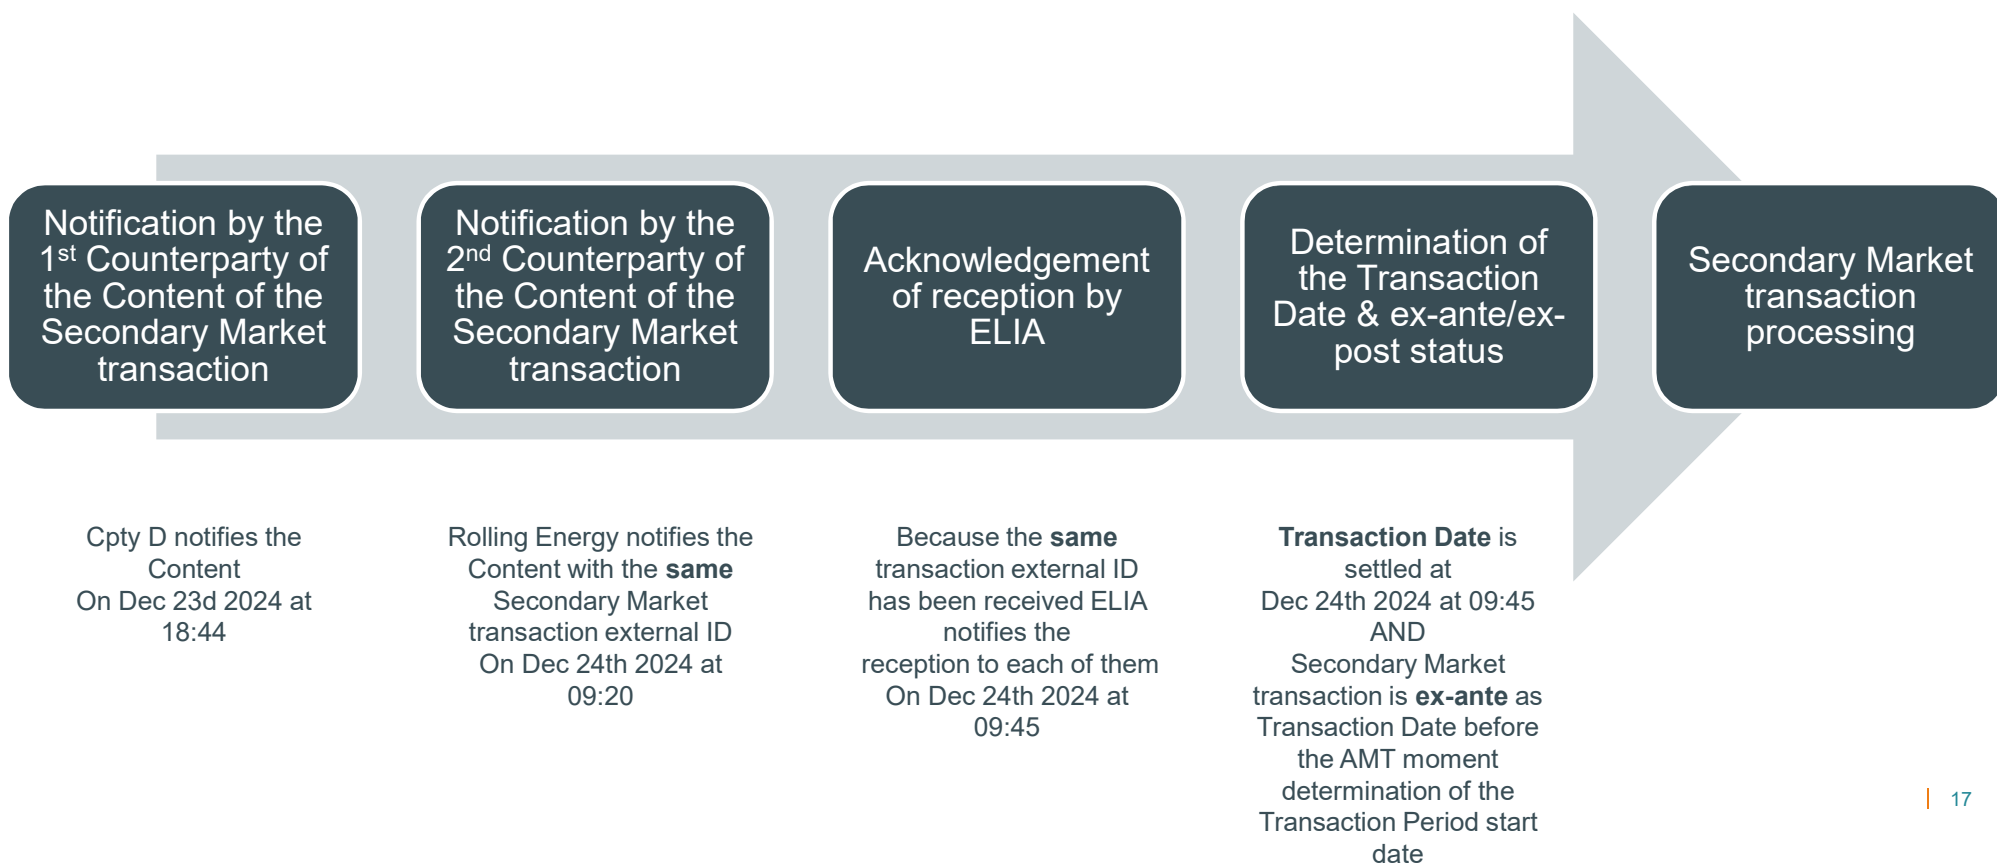 Notification by the
1st Counterparty of
the Content of the
Secondary Market
transaction
Notification by the
2nd Counterparty of
the Content of the
Secondary Market
transaction
Acknowledgement
of reception by
ELIA
Determination of
the Transaction
Date & ex-ante/ex-
post status
Secondary Market
transaction
processing
Cpty D notifies the
Content
On Dec 23d 2024 at
18:44
Rolling Energy notifies the
Content with the same
Secondary Market
transaction external ID
On Dec 24th 2024 at
09:20
Because the same
transaction external ID
has been received ELIA
notifies the
reception to each of them
On Dec 24th 2024 at
09:45
Transaction Date is
settled at
Dec 24th 2024 at 09:45
AND
Secondary Market
transaction is ex-ante as
Transaction Date before
the AMT moment
determination of the
Transaction Period start
date
17